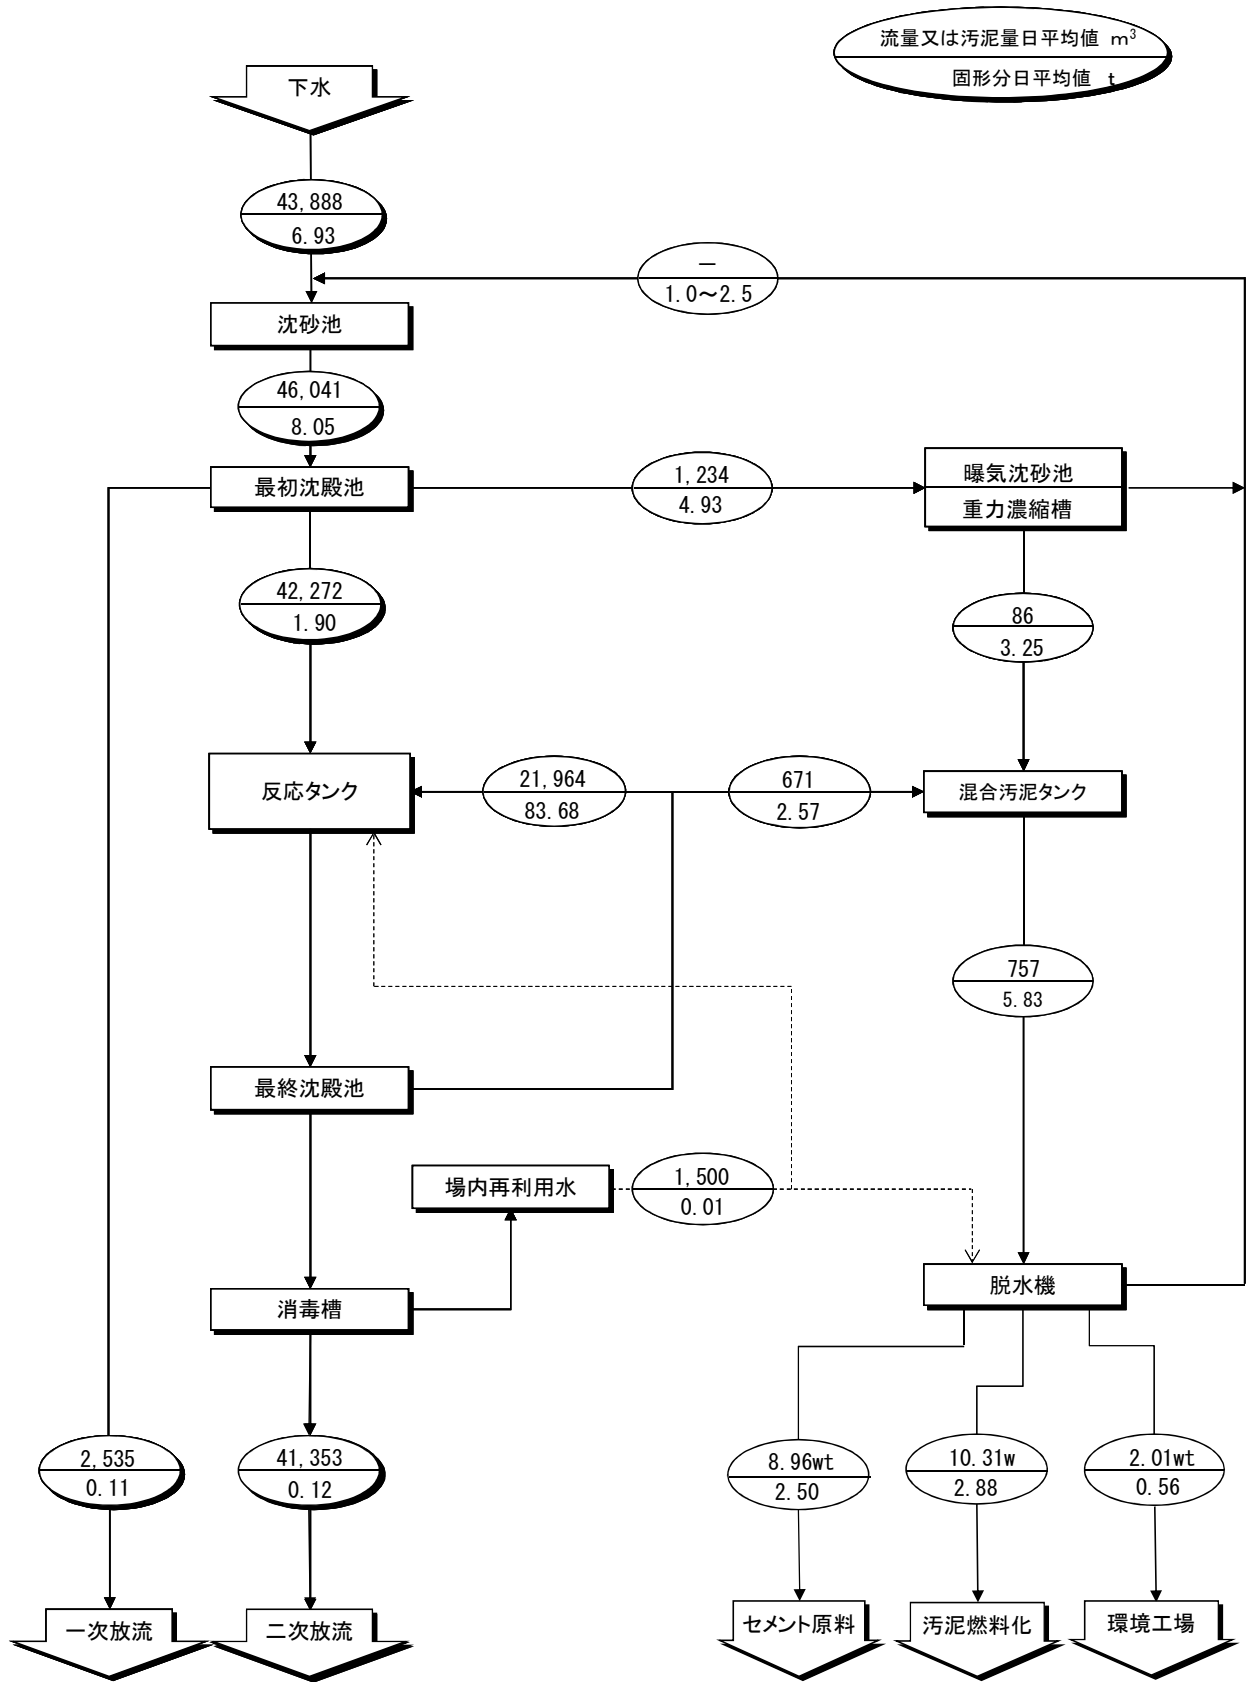 流量又は汚泥量日平均値 m³
固形分日平均値 t
下水
43,888
6.93
—
1.0～2.5
沈砂池
46,041
8.05
最初沈殿池
1,234
4.93
曝気沈砂池
重力濃縮槽
42,272
1.90
86
3.25
反応タンク
21,964
83.68
671
2.57
混合汚泥タンク
757
5.83
最終沈殿池
場内再利用水
1,500
0.01
消毒槽
脱水機
2,535
0.11
41,353
0.12
8.96wt
2.50
10.31w
2.88
2.01wt
0.56
一次放流
二次放流
セメント原料
汚泥燃料化
環境工場